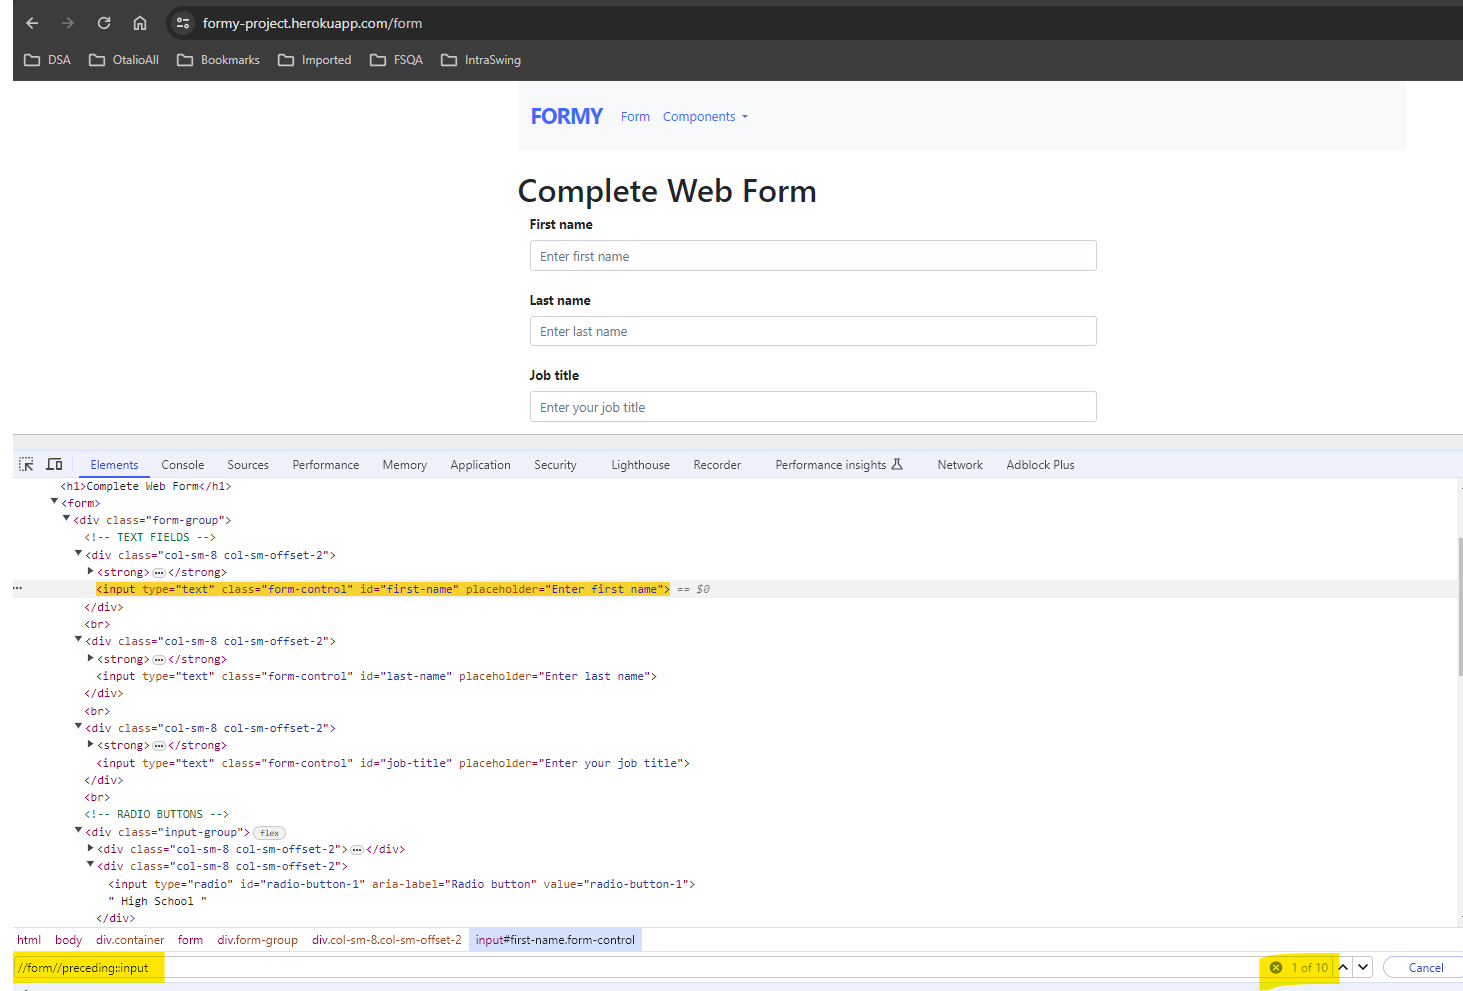 formy-project.herokuapp.com/form
DSA OtalioAll Bookmarks Imported FSQA IntraSwing
FORMY Form Components
Complete Web Form
First name
Enter first name
Last name
Enter last name
Job title
Enter your job title
Elements Console Sources Performance Memory Application Security Lighthouse Recorder Performance insights Network Adblock Plus
<h1>Complete Web Form</h1>
<form>
<div class="form-group">
<!-- TEXT FIELDS -->
<div class="col-sm-8 col-sm-offset-2">
<strong>…</strong>
<input type="text" class="form-control" id="first-name" placeholder="Enter first name"> == $0
</div>
<br>
<div class="col-sm-8 col-sm-offset-2">
<strong>…</strong>
<input type="text" class="form-control" id="last-name" placeholder="Enter last name">
</div>
<br>
<div class="col-sm-8 col-sm-offset-2">
<strong>…</strong>
<input type="text" class="form-control" id="job-title" placeholder="Enter your job title">
</div>
<br>
<!-- RADIO BUTTONS -->
<div class="input-group"> flex
<div class="col-sm-8 col-sm-offset-2">…</div>
<div class="col-sm-8 col-sm-offset-2">
<input type="radio" id="radio-button-1" aria-label="Radio button" value="radio-button-1">
" High School "
</div>
html body div.container form div.form-group div.col-sm-8.col-sm-offset-2 input#first-name.form-control
//form//preceding::input 1 of 10 Cancel